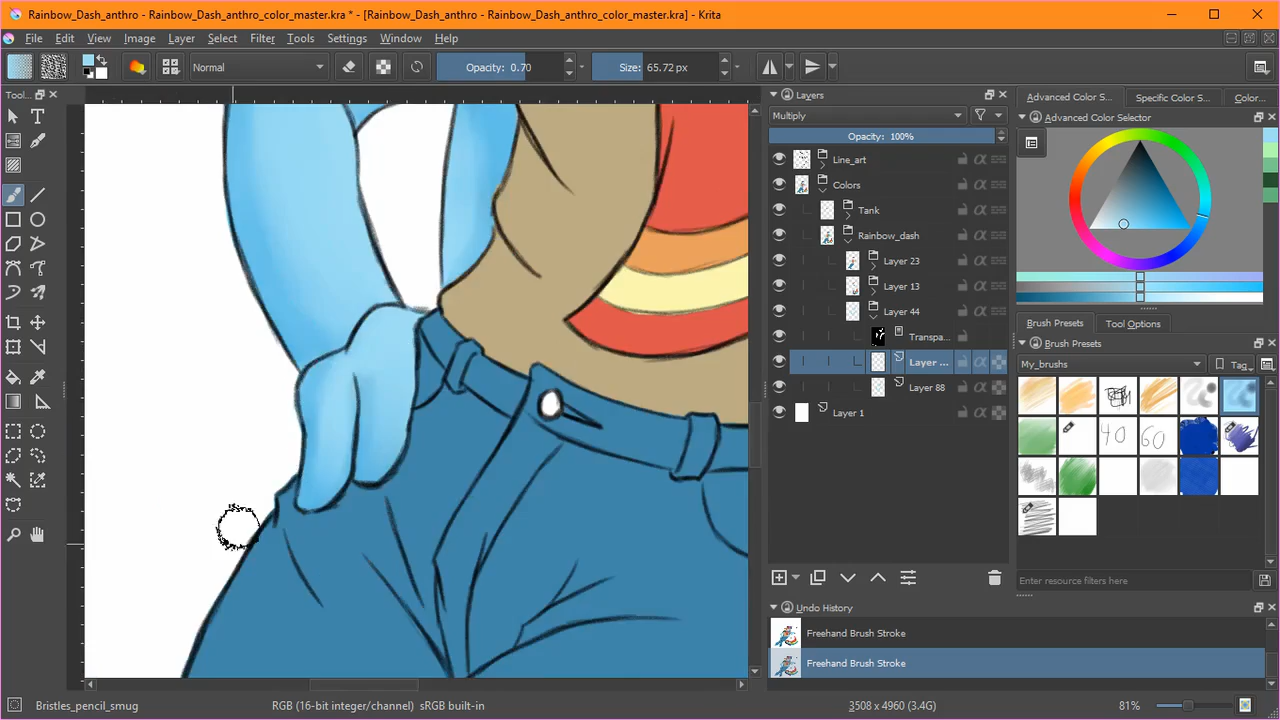 Rainbow_Dash_anthro - Rainbow_Dash_anthro_color_master.kra * - [Rainbow_Dash_anthro - Rainbow_Dash_anthro_color_master.kra] - Krita
File Edit View Image Layer Select Filter Tools Settings Window Help
Normal Opacity: 0.70 Size: 65.72 px
Tool...
Layers
Multiply
Opacity: 100%
Line_art
Colors
Tank
Rainbow_dash
Layer 23
Layer 13
Layer 44
Transpa...
Layer ...
Layer 88
Layer 1
Undo History
Freehand Brush Stroke
Freehand Brush Stroke
Advanced Color S... Specific Color S... Color...
Advanced Color Selector
Brush Presets Tool Options
Brush Presets
My_brushs Tag
40 60
Enter resource filters here
Bristles_pencil_smug RGB (16-bit integer/channel) sRGB built-in 3508 x 4960 (3.4G) 81%